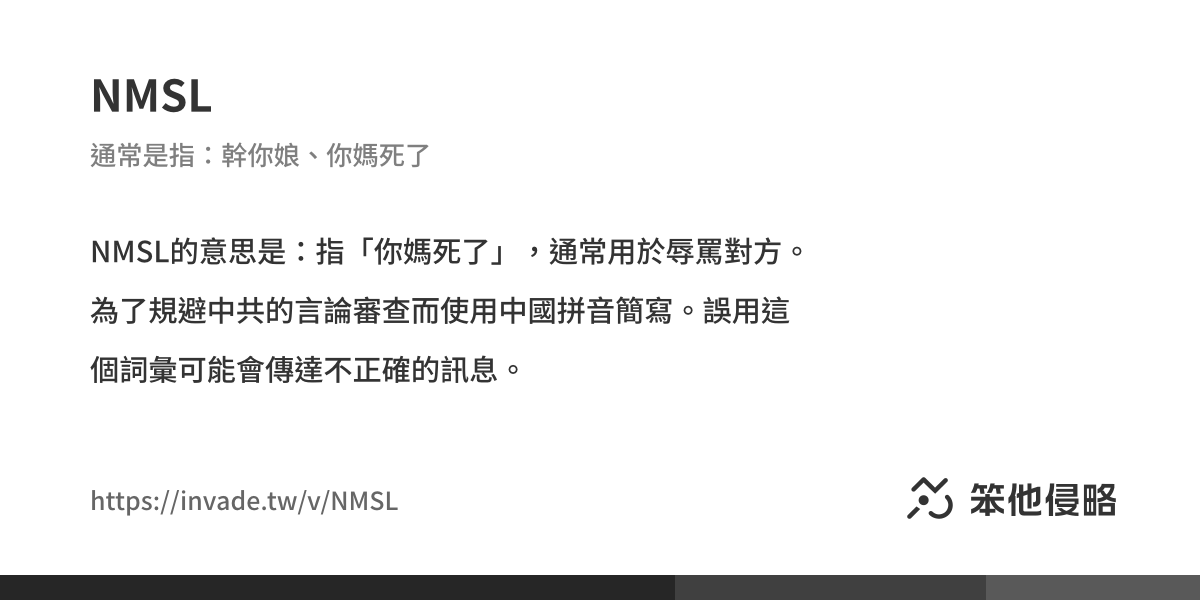 NMSL
通常是指：幹你娘、你媽死了
NMSL的意思是：指「你媽死了」，通常用於辱罵對方。
為了規避中共的言論審查而使用中國拼音簡寫。誤用這
個詞彙可能會傳達不正確的訊息。
https://invade.tw/v/NMSL
笨他侵略